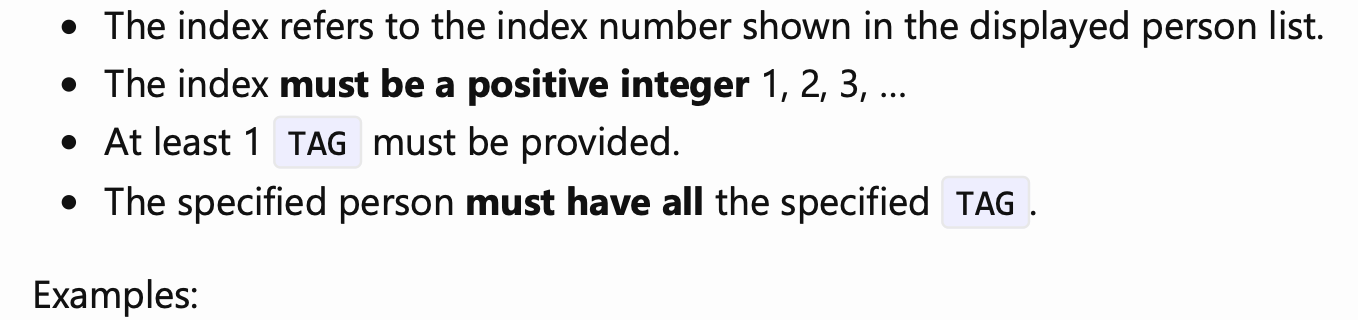 • The index refers to the index number shown in the displayed person list.
• The index must be a positive integer 1, 2, 3, ...
• At least 1 TAG must be provided.
• The specified person must have all the specified TAG.
Examples: